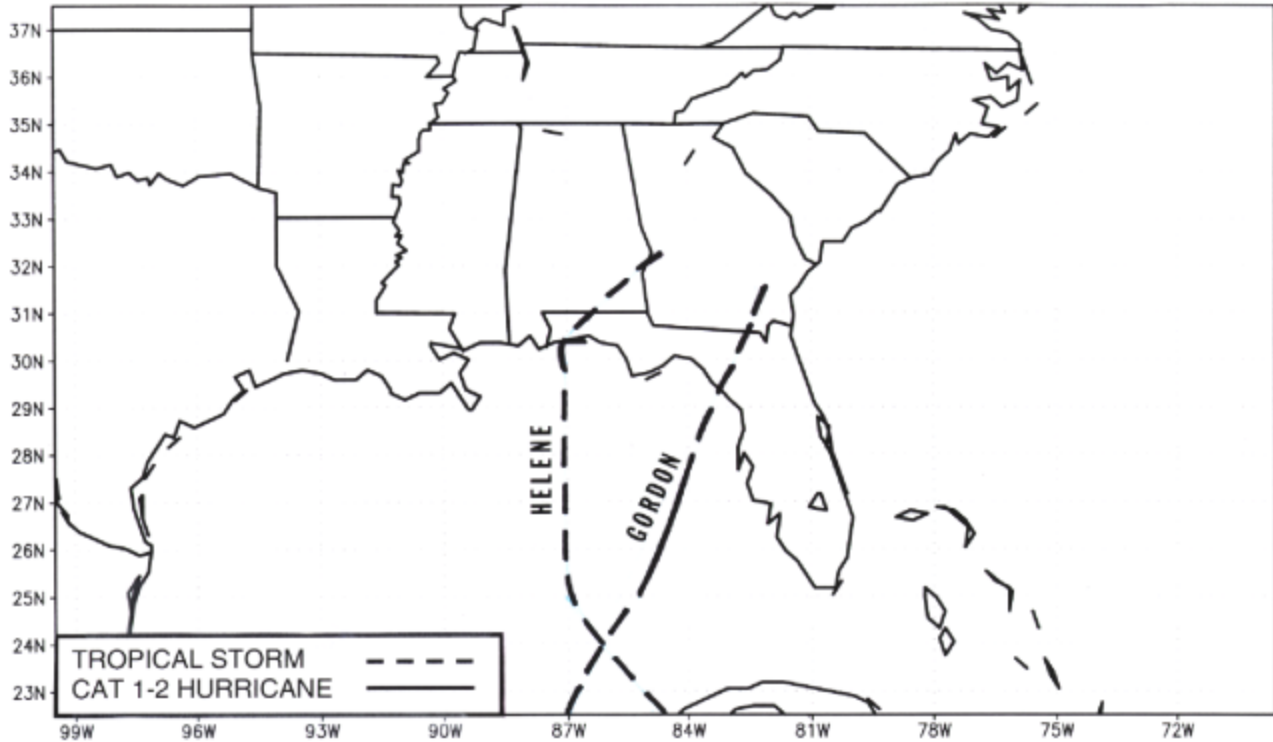 37N
36N
35N
34N
33N
32N
31N
30N
29N
28N
27N
26N
25N
24N
23N
HELENE
GORDON
TROPICAL STORM
CAT 1-2 HURRICANE
99W 96W 93W 90W 87W 84W 81W 78W 75W 72W